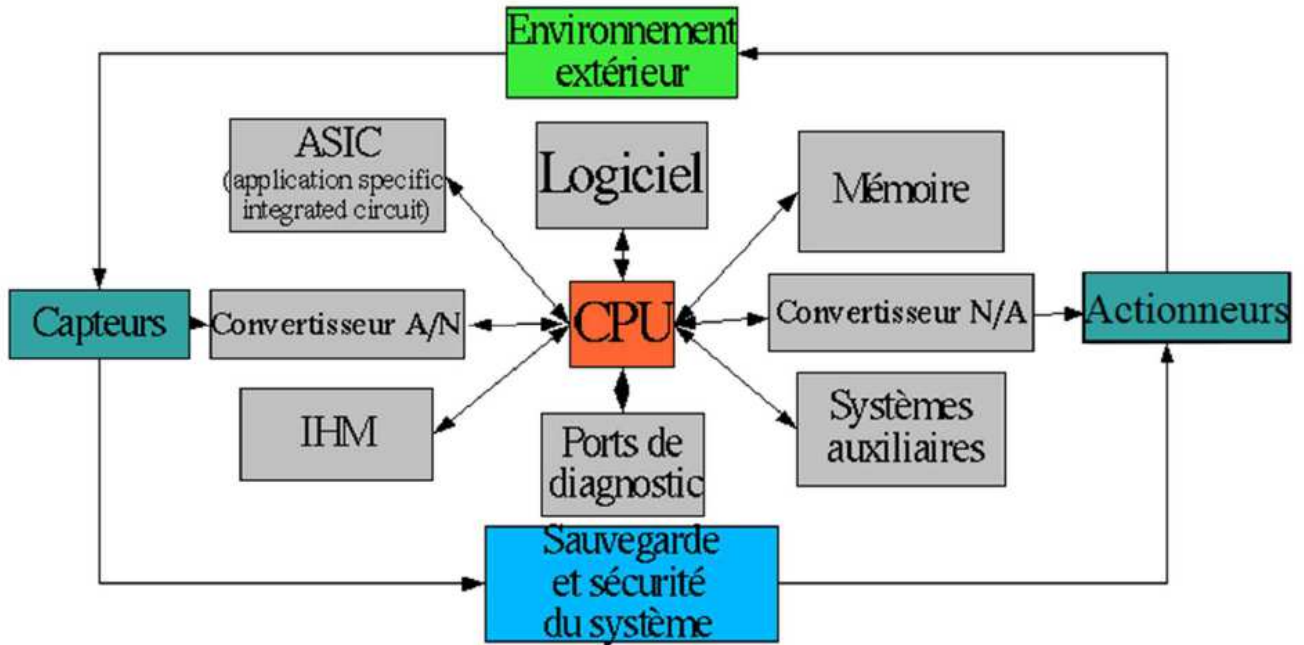 Environnement
extérieur
ASIC
(application specific
integrated circuit)
Logiciel
Mémoire
Capteurs
Convertisseur A/N
CPU
Convertisseur N/A
Actionneurs
IHM
Ports de
diagnostic
Systèmes
auxiliaires
Sauvegarde
et sécurité
du système